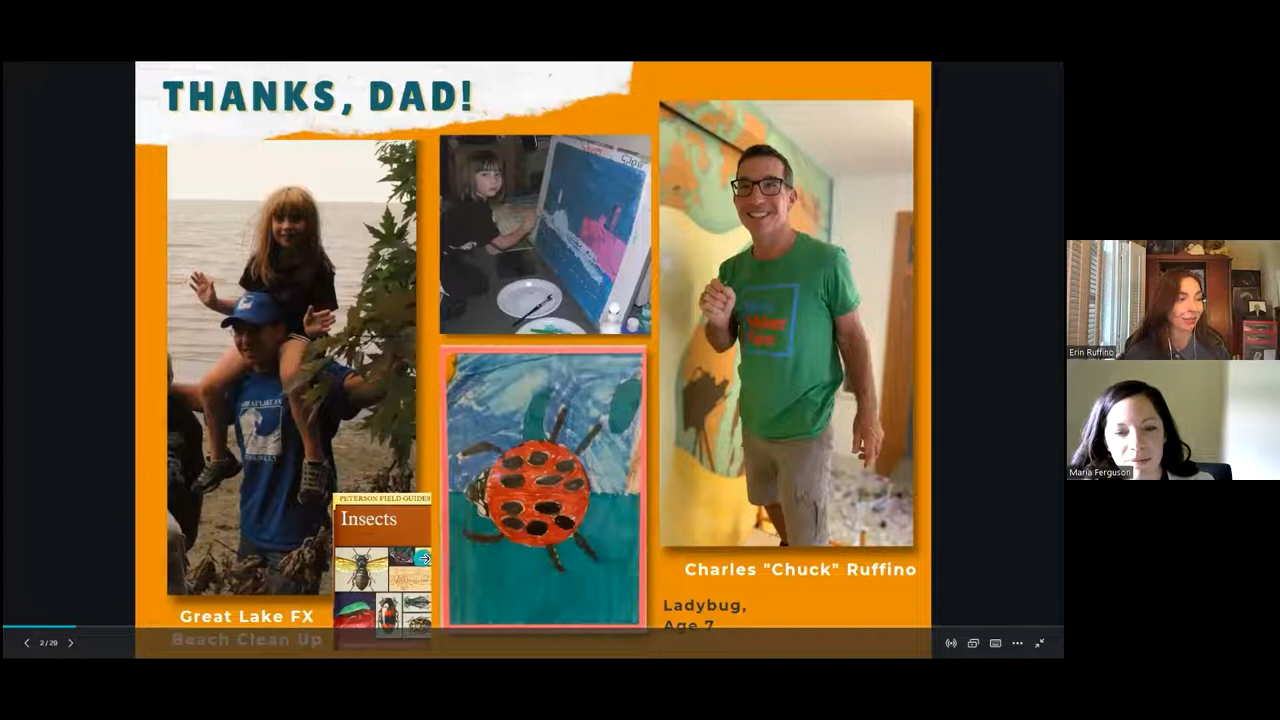 THANKS, DAD!
PETERSON FIELD GUIDES
Insects
Great Lake FX
Beach Clean Up
Charles "Chuck" Ruffino
Ladybug,
Age 7
2 / 29
Erin Ruffino
Maria Ferguson